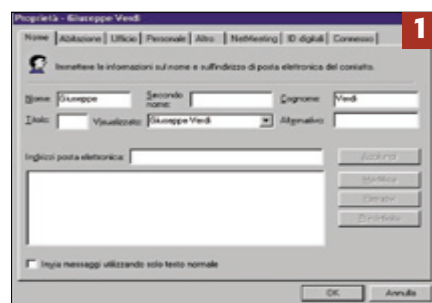 Proprietà - Giuseppe Verdi
1
Nome Abitazione Ufficio Personale Altro NetMeeting ID digitali Connesso
Immettere le informazioni sul nome e sull'indirizzo di posta elettronica del contatto.
Nome: Giuseppe Secondo nome: Cognome: Verdi
Titolo: Visualizzato: Giuseppe Verdi Alternativo:
Indirizzi posta elettronica: Aggiungi
Modifica
Rimuovi
Predefinito
Invia messaggi utilizzando solo testo normale
OK Annulla